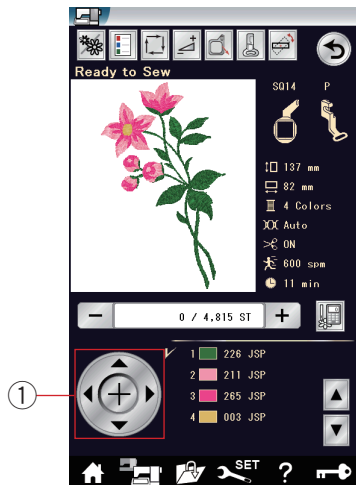 Ready to Sew
SQ14 P
137 mm
82 mm
4 Colors
Auto
ON
600 spm
11 min
− 0 / 4,815 ST +
1 226 JSP
2 211 JSP
3 265 JSP
4 003 JSP
1
SET
?